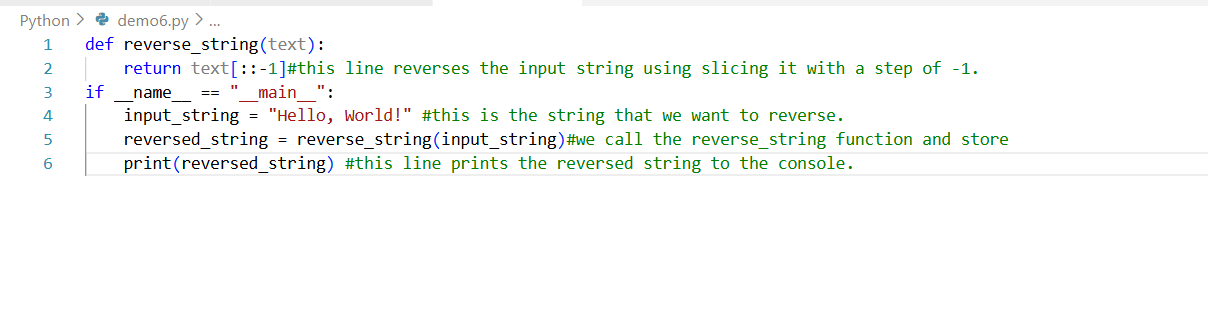 Python > demo6.py > ...
1 def reverse_string(text):
2     return text[::-1]#this line reverses the input string using slicing it with a step of -1.
3 if __name__ == "__main__":
4     input_string = "Hello, World!" #this is the string that we want to reverse.
5     reversed_string = reverse_string(input_string)#we call the reverse_string function and store
6     print(reversed_string) #this line prints the reversed string to the console.